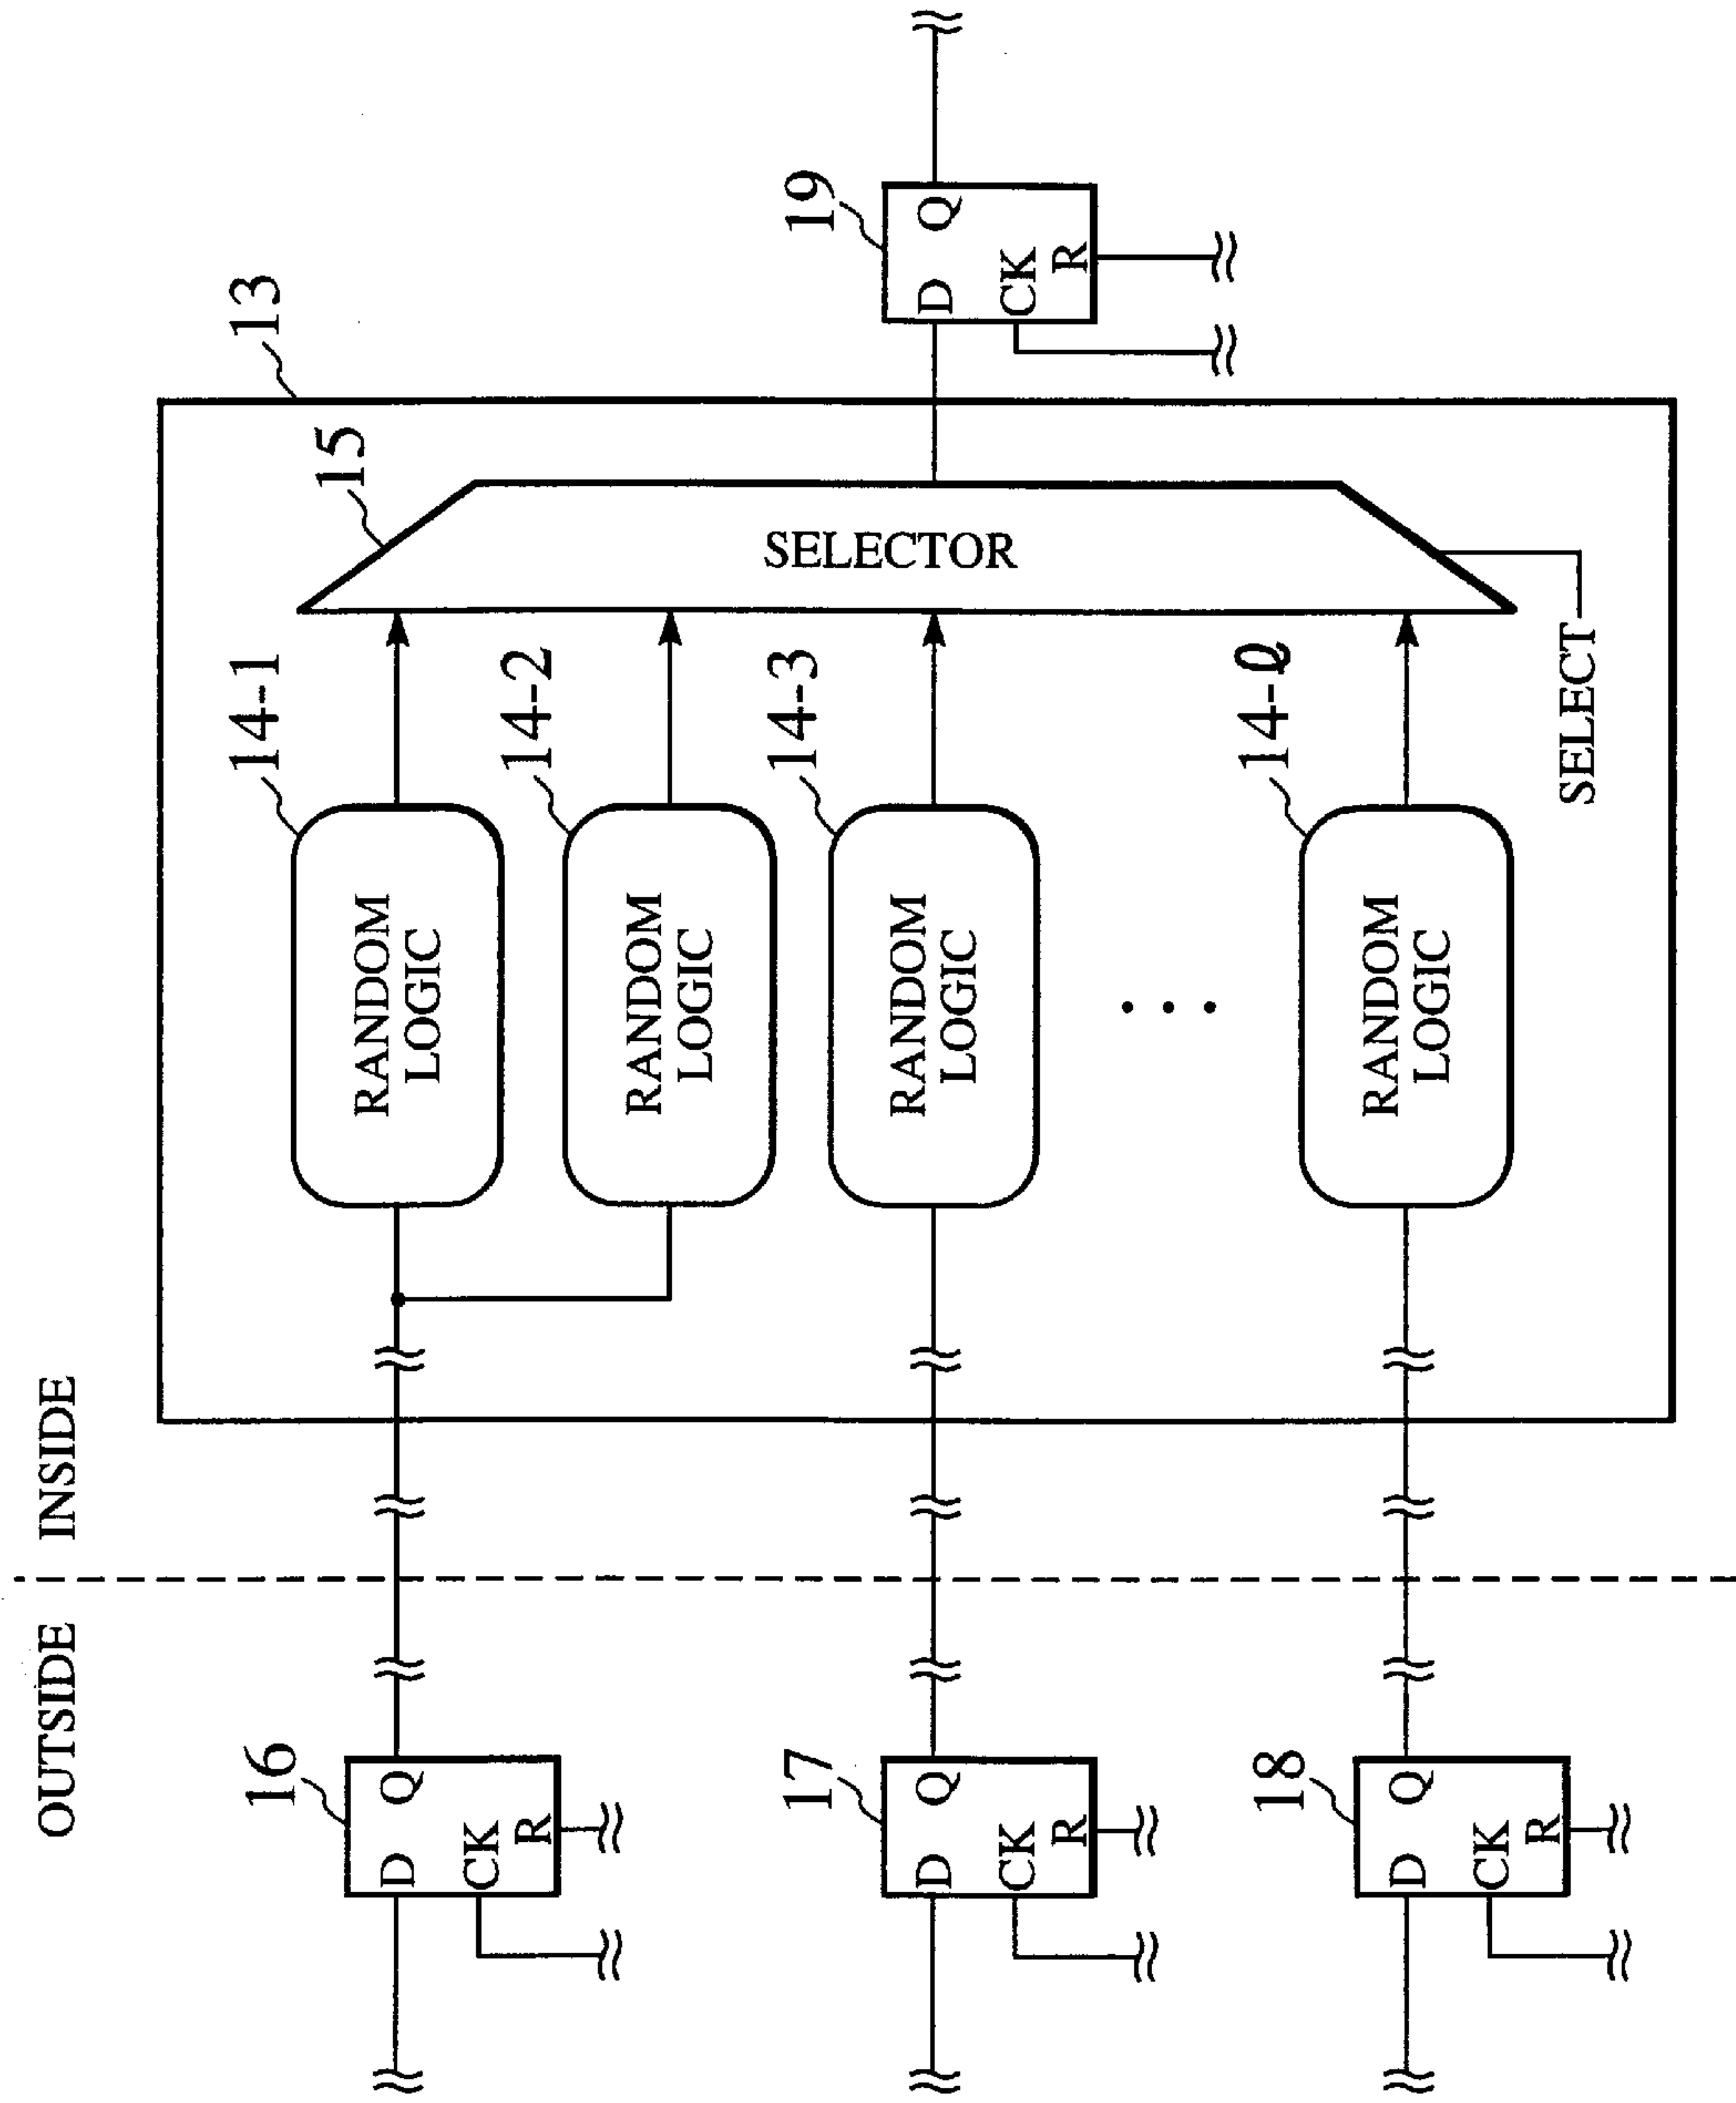 OUTSIDE
INSIDE
13
14-1
15
RANDOM
LOGIC
16
D Q
CK
R
14-2
RANDOM
LOGIC
SELECTOR
14-3
RANDOM
LOGIC
17
D Q
CK
R
19
D Q
CK
R
14-ℓ
RANDOM
LOGIC
18
D Q
CK
R
SELECT